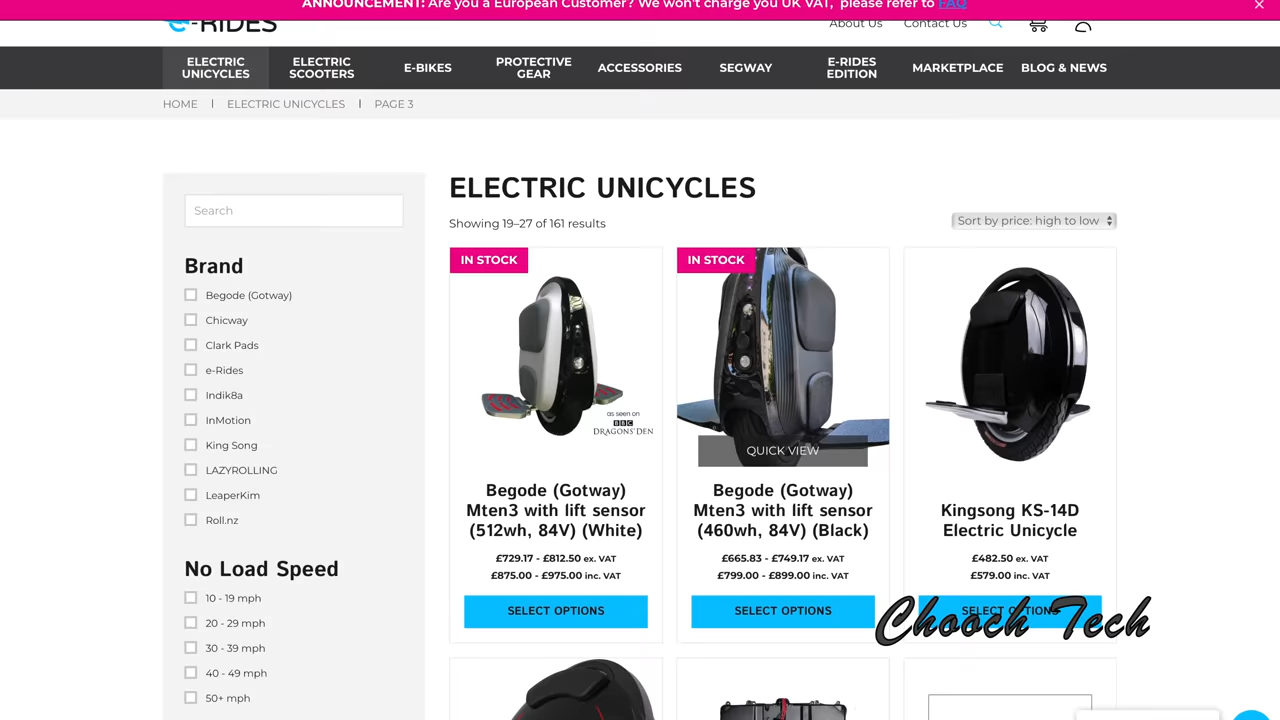 ANNOUNCEMENT: Are you a European Customer? We won't charge you UK VAT, please refer to FAQ
e-RIDES
About Us
Contact Us
ELECTRIC UNICYCLES
ELECTRIC SCOOTERS
E-BIKES
PROTECTIVE GEAR
ACCESSORIES
SEGWAY
E-RIDES EDITION
MARKETPLACE
BLOG & NEWS
HOME | ELECTRIC UNICYCLES | PAGE 3
Search
Brand
Begode (Gotway)
Chicway
Clark Pads
e-Rides
Indik8a
InMotion
King Song
LAZYROLLING
LeaperKim
Roll.nz
No Load Speed
10 - 19 mph
20 - 29 mph
30 - 39 mph
40 - 49 mph
50+ mph
ELECTRIC UNICYCLES
Showing 19–27 of 161 results
Sort by price: high to low
IN STOCK
as seen on
BBC
DRAGONS' DEN
Begode (Gotway)
Mten3 with lift sensor
(512wh, 84V) (White)
£729.17 - £812.50 ex. VAT
£875.00 - £975.00 inc. VAT
SELECT OPTIONS
IN STOCK
QUICK VIEW
Begode (Gotway)
Mten3 with lift sensor
(460wh, 84V) (Black)
£665.83 - £749.17 ex. VAT
£799.00 - £899.00 inc. VAT
SELECT OPTIONS
Kingsong KS-14D
Electric Unicycle
£482.50 ex. VAT
£579.00 inc. VAT
SELECT OPTIONS
Chooch Tech